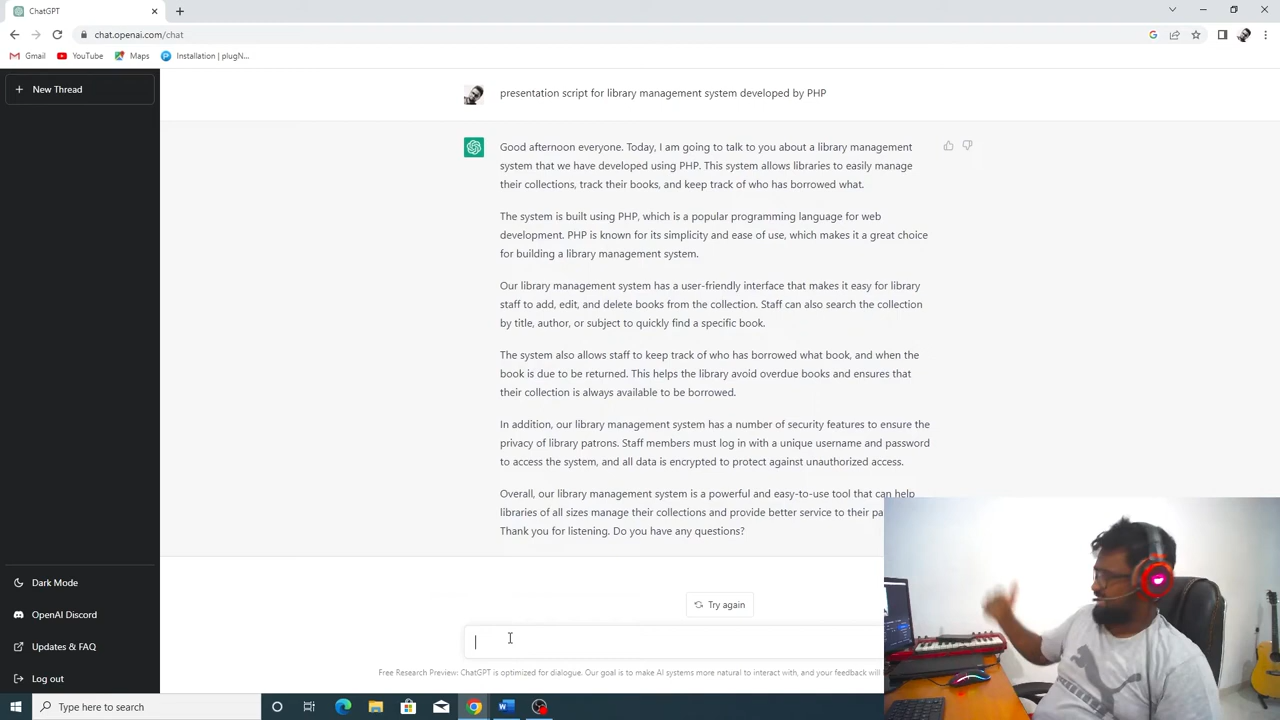 ChatGPT
chat.openai.com/chat
Gmail
YouTube
Maps
Installation | plugN...
New Thread
presentation script for library management system developed by PHP
Good afternoon everyone. Today, I am going to talk to you about a library management
system that we have developed using PHP. This system allows libraries to easily manage
their collections, track their books, and keep track of who has borrowed what.
The system is built using PHP, which is a popular programming language for web
development. PHP is known for its simplicity and ease of use, which makes it a great choice
for building a library management system.
Our library management system has a user-friendly interface that makes it easy for library
staff to add, edit, and delete books from the collection. Staff can also search the collection
by title, author, or subject to quickly find a specific book.
The system also allows staff to keep track of who has borrowed what book, and when the
book is due to be returned. This helps the library avoid overdue books and ensures that
their collection is always available to be borrowed.
In addition, our library management system has a number of security features to ensure the
privacy of library patrons. Staff members must log in with a unique username and password
to access the system, and all data is encrypted to protect against unauthorized access.
Overall, our library management system is a powerful and easy-to-use tool that can help
libraries of all sizes manage their collections and provide better service to their
Thank you for listening. Do you have any questions?
Dark Mode
OpenAI Discord
Updates & FAQ
Log out
Try again
Free Research Preview: ChatGPT is optimized for dialogue. Our goal is to make AI systems more natural to interact with, and your feedback will
Type here to search